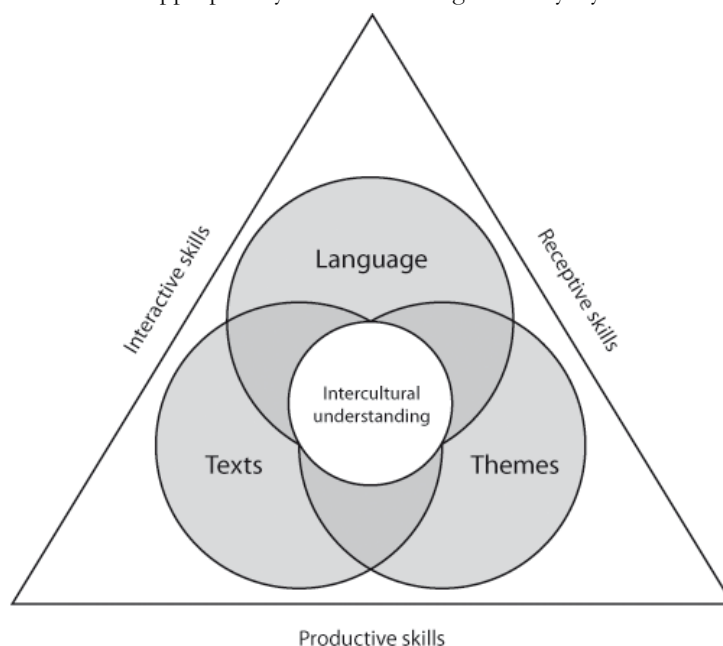 Language
Interactive skills
Receptive skills
Intercultural
understanding
Texts
Themes
Productive skills